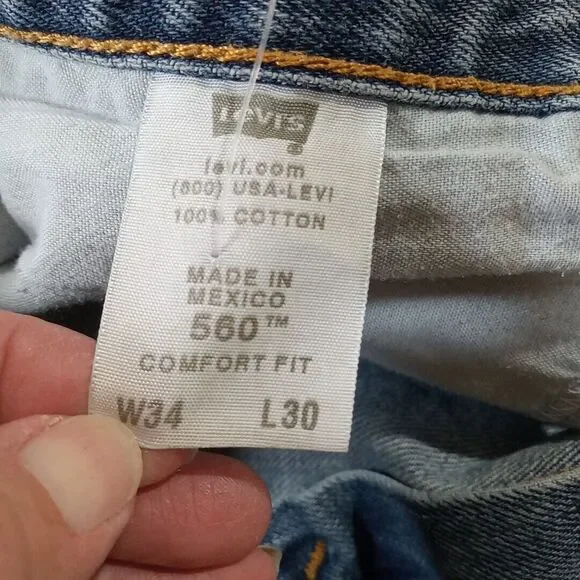 LEVI'S
®
levi.com
(800) USA-LEVI
100% COTTON
MADE IN
MEXICO
560™
COMFORT FIT
W34 L30